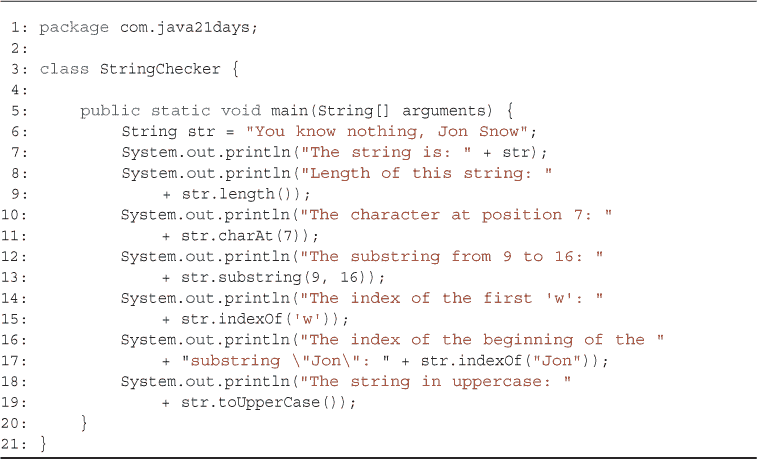 1: package com.java21days;
2:
3: class StringChecker {
4:
5:     public static void main(String[] arguments) {
6:         String str = "You know nothing, Jon Snow";
7:         System.out.println("The string is: " + str);
8:         System.out.println("Length of this string: "
9:             + str.length());
10:         System.out.println("The character at position 7: "
11:             + str.charAt(7));
12:         System.out.println("The substring from 9 to 16: "
13:             + str.substring(9, 16));
14:         System.out.println("The index of the first 'w': "
15:             + str.indexOf('w'));
16:         System.out.println("The index of the beginning of the "
17:             + "substring \"Jon\": " + str.indexOf("Jon"));
18:         System.out.println("The string in uppercase: "
19:             + str.toUpperCase());
20:     }
21: }